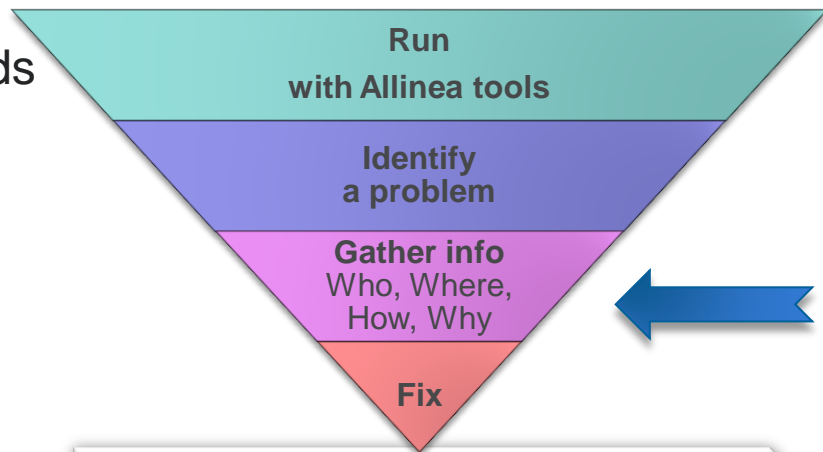 Run
with Allinea tools
Identify
a problem
Gather info
Who, Where,
How, Why
Fix